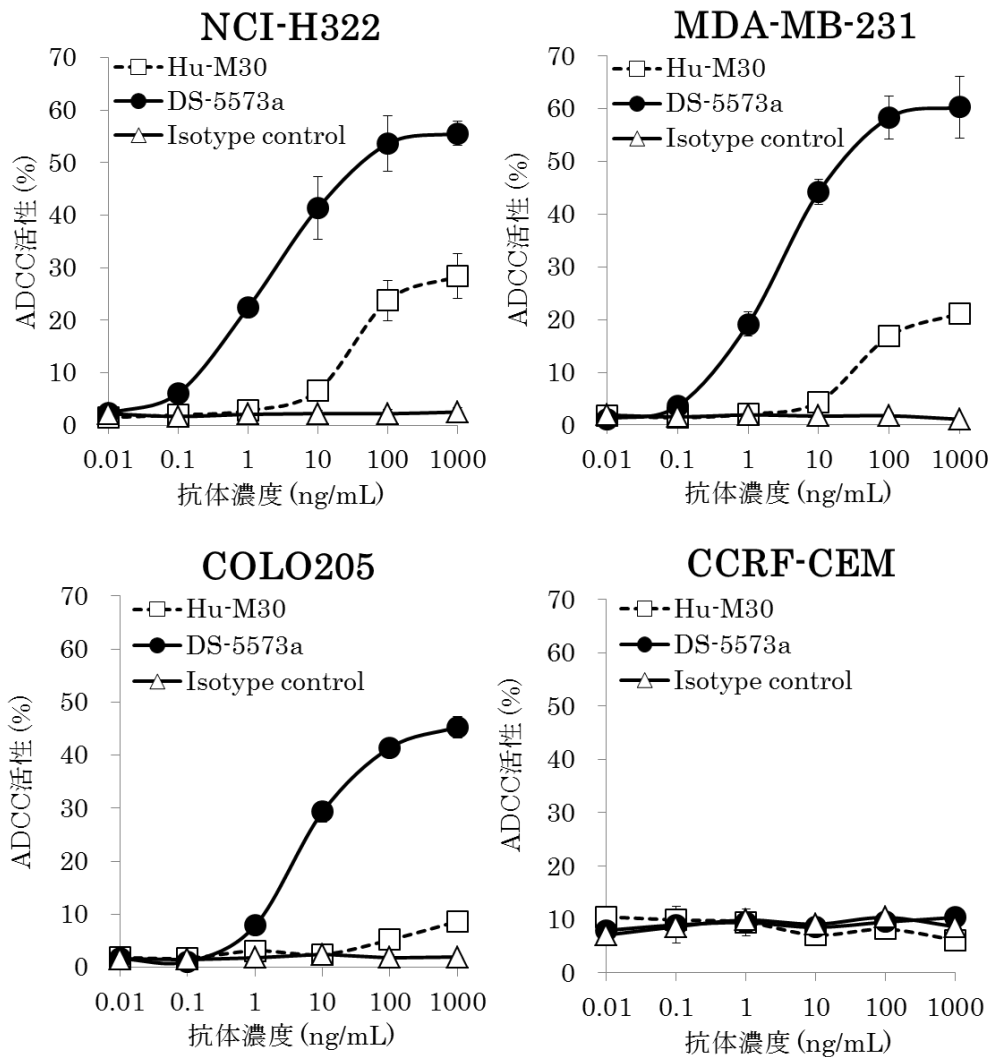 NCI-H322
70
60
50
40
30
20
10
0
Hu-M30
DS-5573a
Isotype control
ADCC活性 (%)
0.01 0.1 1 10 100 1000
抗体濃度 (ng/mL)
MDA-MB-231
70
60
50
40
30
20
10
0
Hu-M30
DS-5573a
Isotype control
ADCC活性 (%)
0.01 0.1 1 10 100 1000
抗体濃度 (ng/mL)
COLO205
70
60
50
40
30
20
10
0
Hu-M30
DS-5573a
Isotype control
ADCC活性 (%)
0.01 0.1 1 10 100 1000
抗体濃度 (ng/mL)
CCRF-CEM
70
60
50
40
30
20
10
0
Hu-M30
DS-5573a
Isotype control
ADCC活性 (%)
0.01 0.1 1 10 100 1000
抗体濃度 (ng/mL)